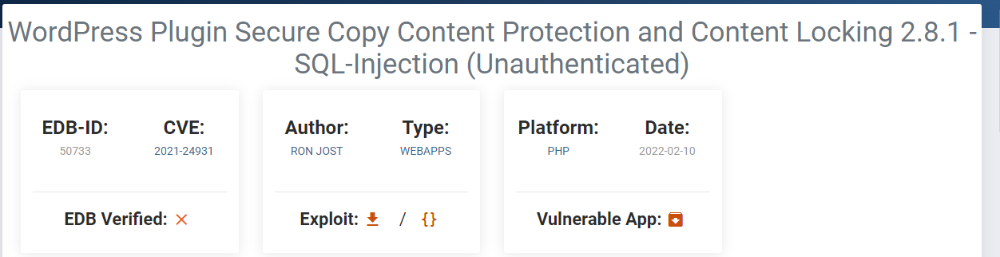 WordPress Plugin Secure Copy Content Protection and Content Locking 2.8.1 -
SQL-Injection (Unauthenticated)
EDB-ID: CVE: Author: Type: Platform: Date:
50733 2021-24931 RON JOST WEBAPPS PHP 2022-02-10
EDB Verified: × Exploit: / {} Vulnerable App: